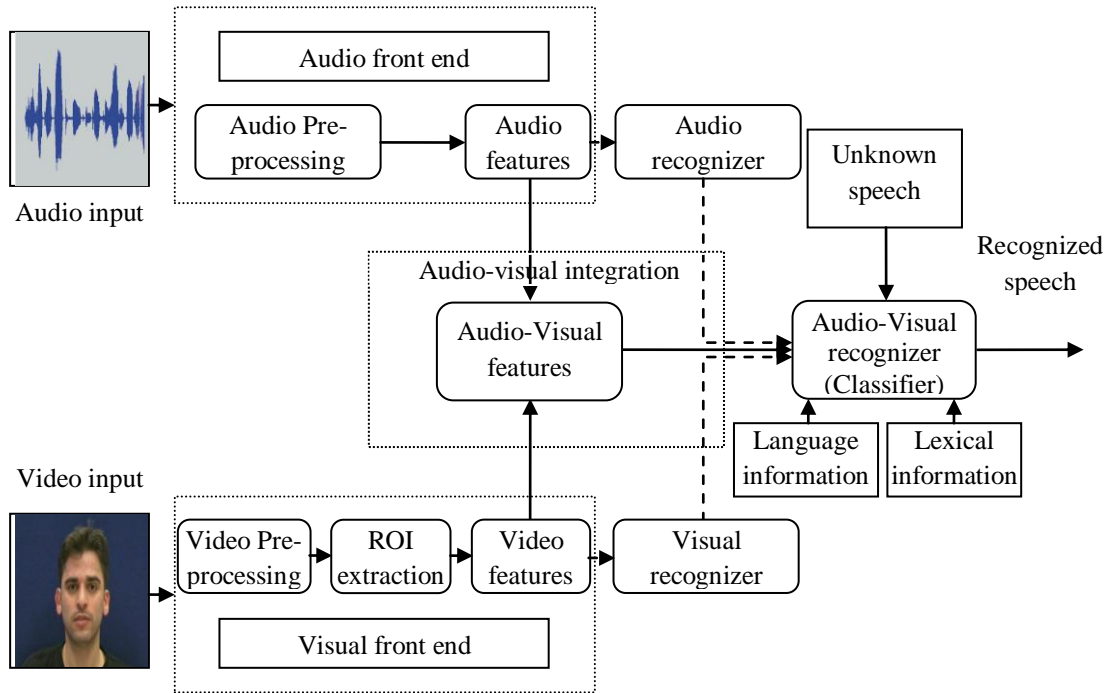 Audio front end
Audio Pre-
processing
Audio
features
Audio
recognizer
Unknown
speech
Audio input
Audio-visual integration
Recognized
speech
Audio-Visual
features
Audio-Visual
recognizer
(Classifier)
Language
information
Lexical
information
Video input
Video Pre-
processing
ROI
extraction
Video
features
Visual
recognizer
Visual front end